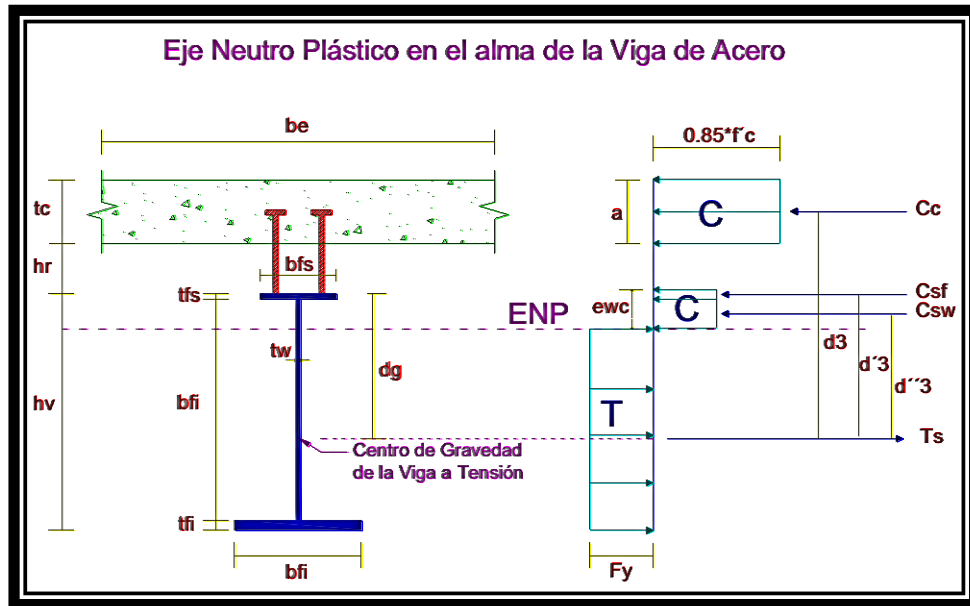 Eje Neutro Plástico en el alma de la Viga de Acero
be
0.85*f´c
tc
a
C
Cc
hr
bfs
tfs
ewc
C
Csf
Csw
ENP
tw
dg
d3
d´3
d´´3
hv
bfi
T
Ts
Centro de Gravedad
de la Viga a Tensión
tfi
bfi
Fy